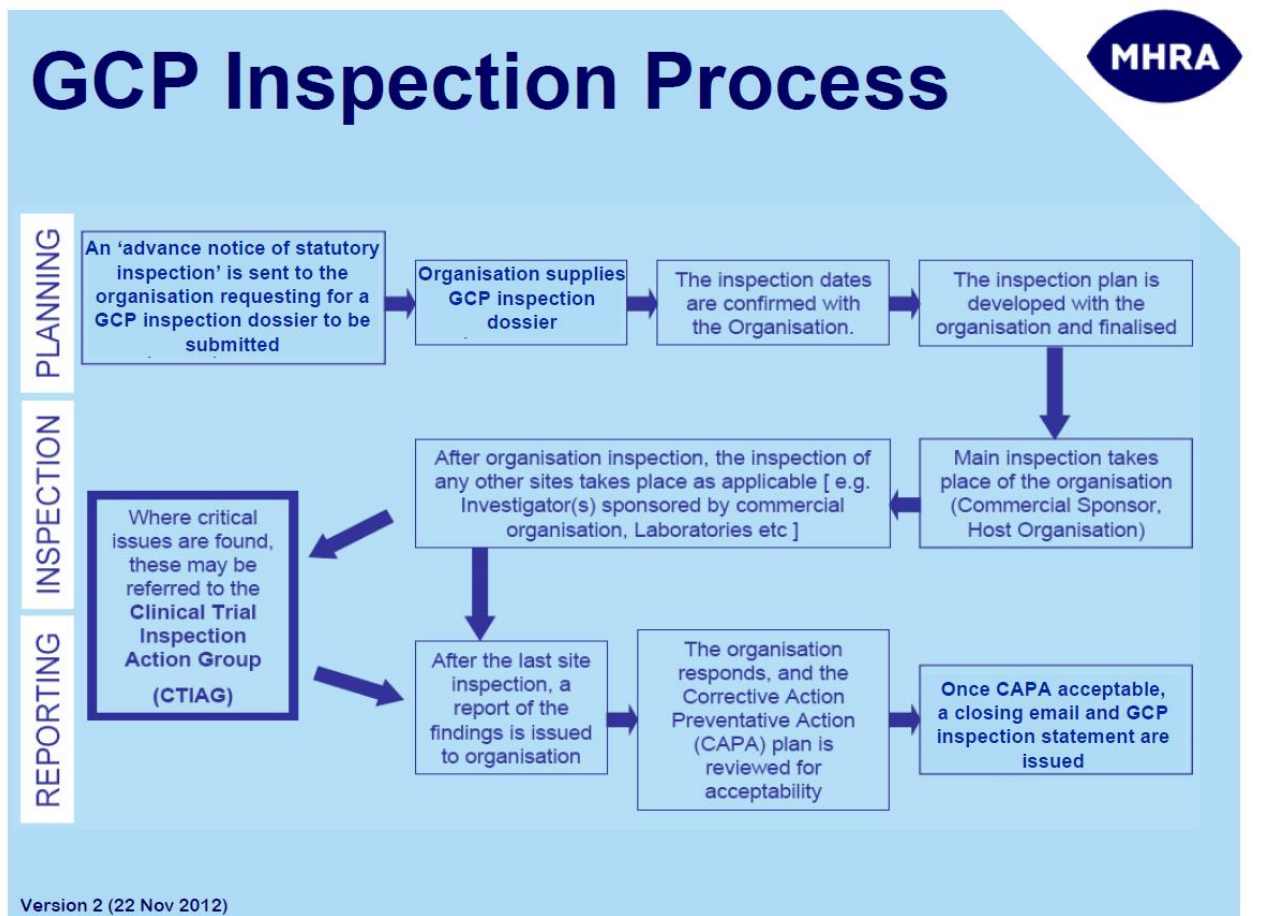 GCP Inspection Process
MHRA
PLANNING
An ‘advance notice of statutory
inspection’ is sent to the
organisation requesting for a
GCP inspection dossier to be
submitted
Organisation supplies
GCP inspection
dossier
The inspection dates
are confirmed with
the Organisation.
The inspection plan is
developed with the
organisation and finalised
INSPECTION
Main inspection takes
place of the organisation
(Commercial Sponsor,
Host Organisation)
After organisation inspection, the inspection of
any other sites takes place as applicable [ e.g.
Investigator(s) sponsored by commercial
organisation, Laboratories etc ]
Where critical
issues are found,
these may be
referred to the
Clinical Trial
Inspection
Action Group
(CTIAG)
REPORTING
After the last site
inspection, a
report of the
findings is issued
to organisation
The organisation
responds, and the
Corrective Action
Preventative Action
(CAPA) plan is
reviewed for
acceptability
Once CAPA acceptable,
a closing email and GCP
inspection statement are
issued
Version 2 (22 Nov 2012)